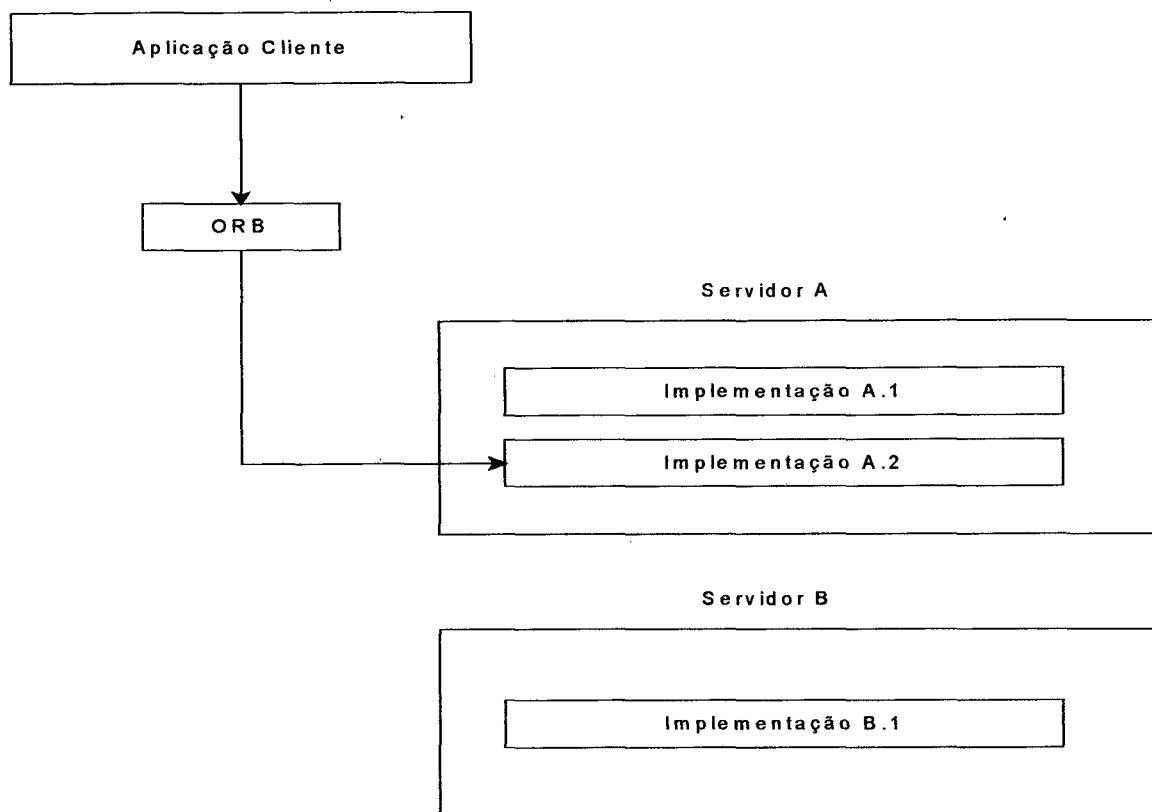 Aplicação Cliente
ORB
Servidor A
Implementação A.1
Implementação A.2
Servidor B
Implementação B.1